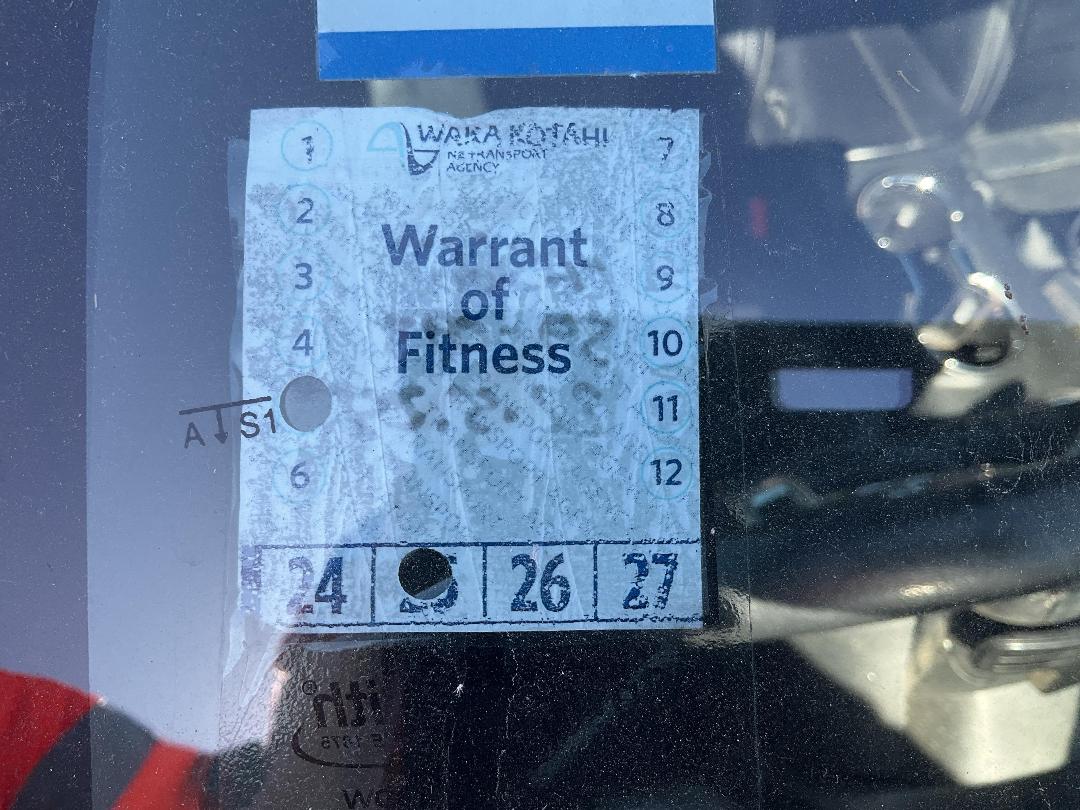 WAKA KOTAHI
NZ TRANSPORT
AGENCY
1
7
2
8
Warrant
3
9
of
4
10
Fitness
11
A S1
6
12
24 25 26 27